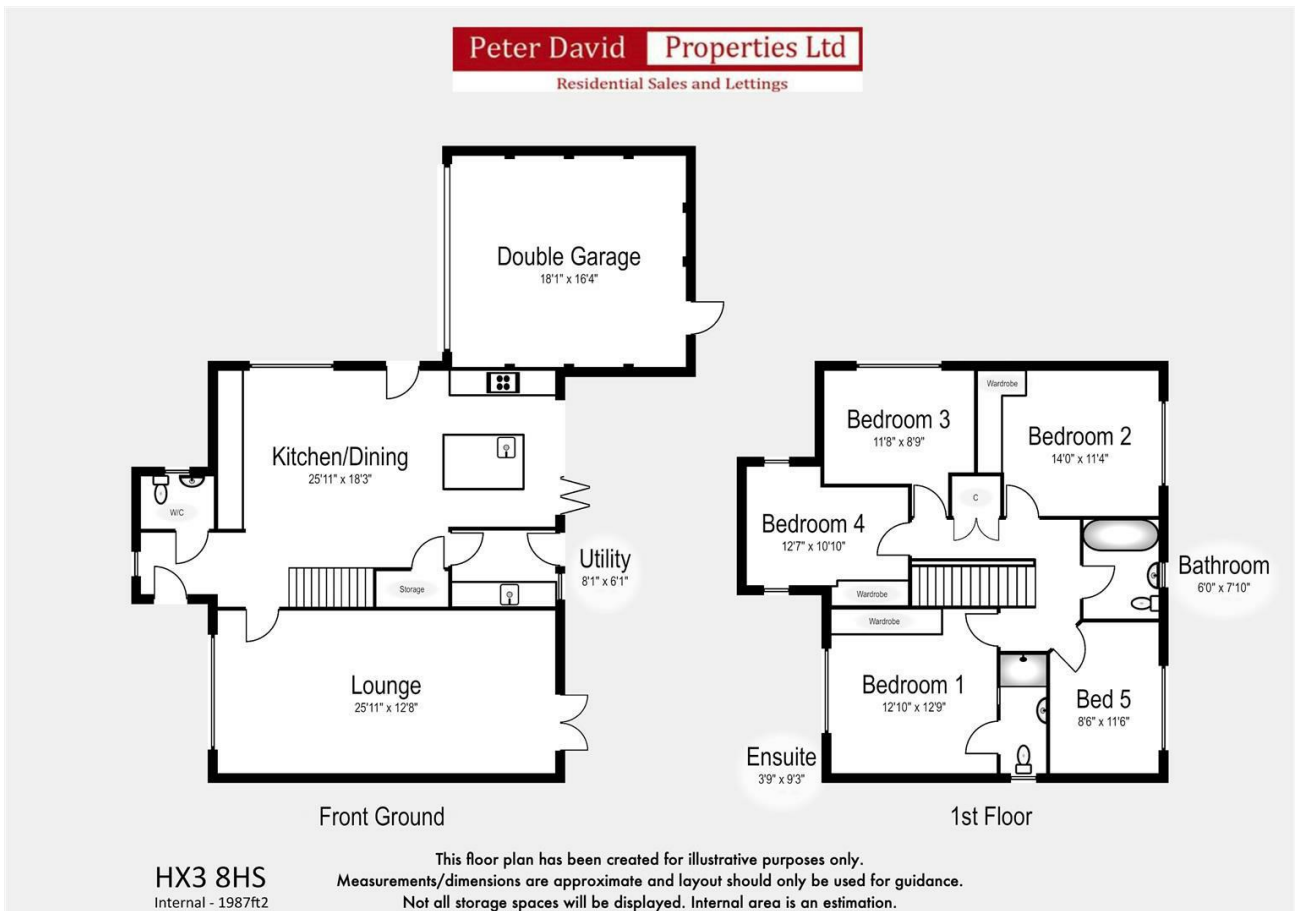 Peter David Properties Ltd
Residential Sales and Lettings
Double Garage
18'1" x 16'4"
Kitchen/Dining
25'11" x 18'3"
W/C
Storage
Utility
8'1" x 6'1"
Lounge
25'11" x 12'8"
Front Ground
Bedroom 3
11'8" x 8'9"
Wardrobe
Bedroom 2
14'0" x 11'4"
C
Bedroom 4
12'7" x 10'10"
Wardrobe
Bathroom
6'0" x 7'10"
Wardrobe
Bedroom 1
12'10" x 12'9"
Bed 5
8'6" x 11'6"
Ensuite
3'9" x 9'3"
1st Floor
HX3 8HS
Internal - 1987ft2
This floor plan has been created for illustrative purposes only.
Measurements/dimensions are approximate and layout should only be used for guidance.
Not all storage spaces will be displayed. Internal area is an estimation.